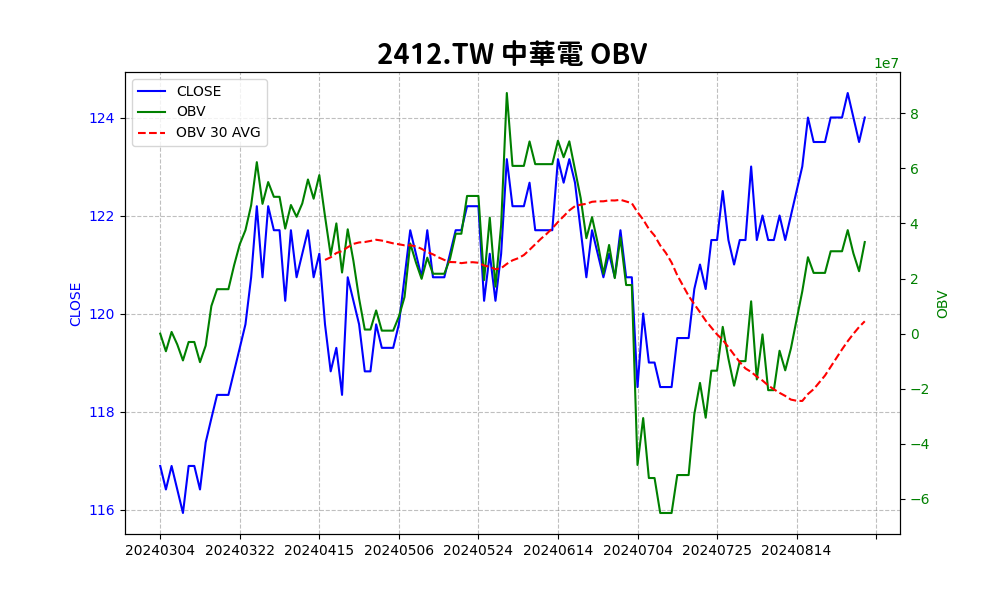 2412.TW 中華電 OBV
1e7
CLOSE
OBV
OBV 30 AVG
124
122
120
118
116
CLOSE
8
6
4
2
0
−2
−4
−6
OBV
20240304 20240322 20240415 20240506 20240524 20240614 20240704 20240725 20240814